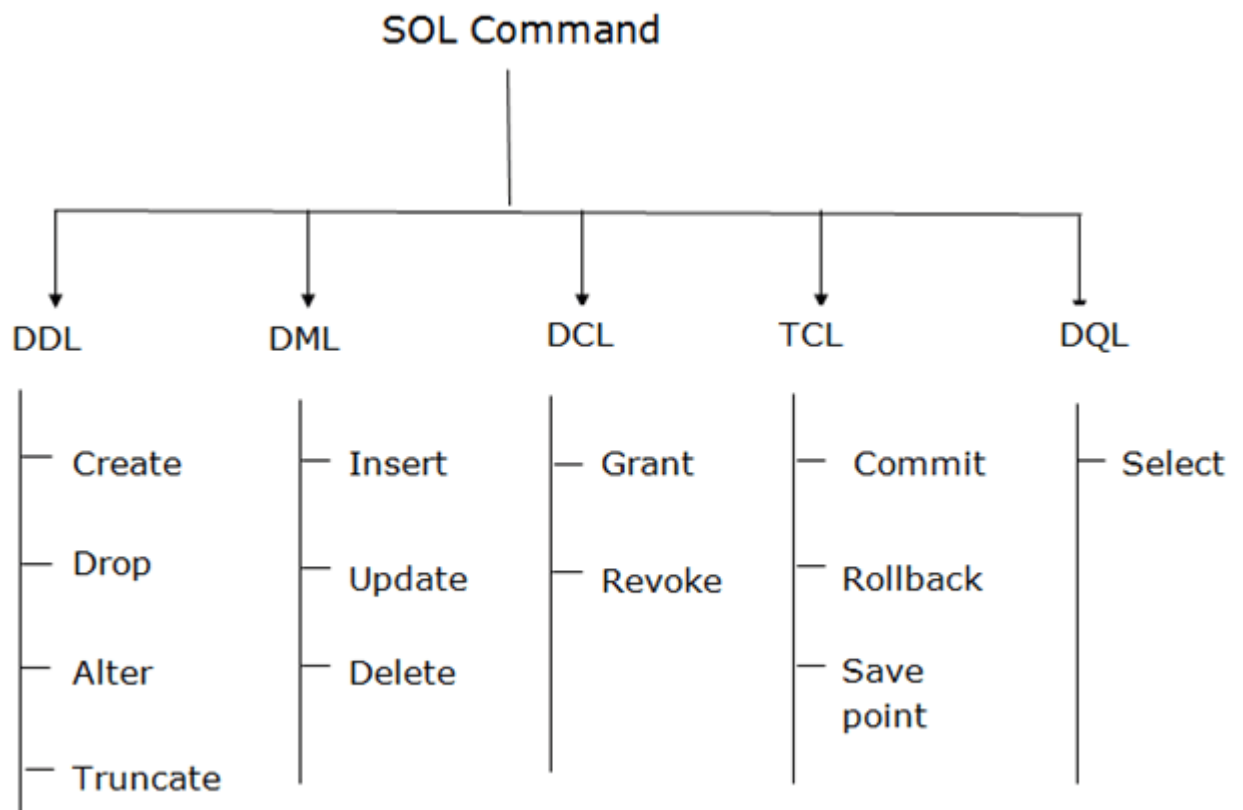 SOL Command
DDL
DML
DCL
TCL
DQL
Create
Drop
Alter
Truncate
Insert
Update
Delete
Grant
Revoke
Commit
Rollback
Save
point
Select